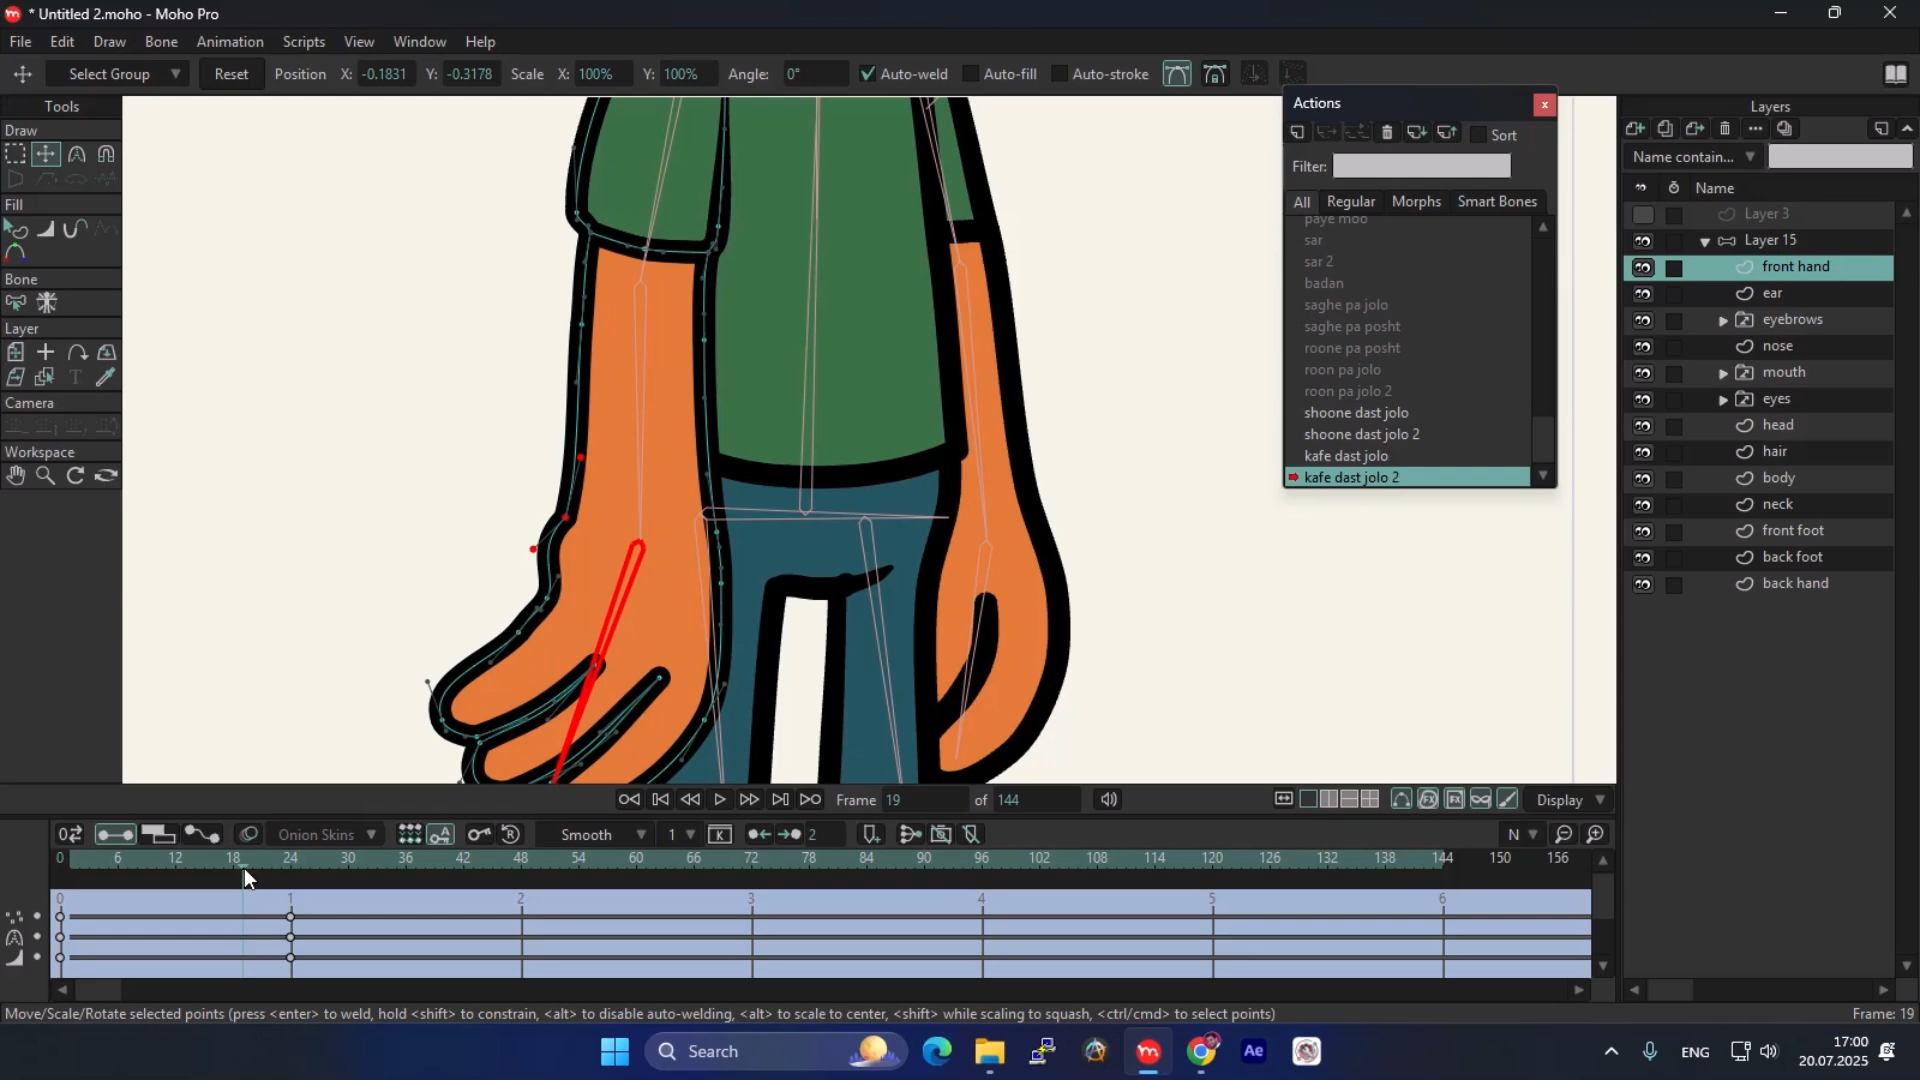 * Untitled 2.moho - Moho Pro
File Edit Draw Bone Animation Scripts View Window Help
Select Group Reset Position X: -0.1831 Y: -0.3178 Scale X: 100% Y: 100% Angle: 0° Auto-weld Auto-fill Auto-stroke
Tools
Draw
Fill
Bone
Layer
Camera
Workspace
Actions
Sort
Filter:
All Regular Morphs Smart Bones
paye moo
sar
sar 2
badan
saghe pa jolo
saghe pa posht
roone pa posht
roon pa jolo
roon pa jolo 2
shoone dast jolo
shoone dast jolo 2
kafe dast jolo
kafe dast jolo 2
Layers
Name contain...
Name
Layer 3
Layer 15
front hand
ear
eyebrows
nose
mouth
eyes
head
hair
body
neck
front foot
back foot
back hand
Frame 19 of 144 Display
Onion Skins Smooth 1 K 2 N
0 6 12 18 24 30 36 42 48 54 60 66 72 78 84 90 96 102 108 114 120 126 132 138 144 150 156
0 1 2 3 4 5 6
Move/Scale/Rotate selected points (press <enter> to weld, hold <shift> to constrain, <alt> to disable auto-welding, <alt> to scale to center, <shift> while scaling to squash, <ctrl/cmd> to select points) Frame: 19
Search Ae ENG 17:00
20.07.2025